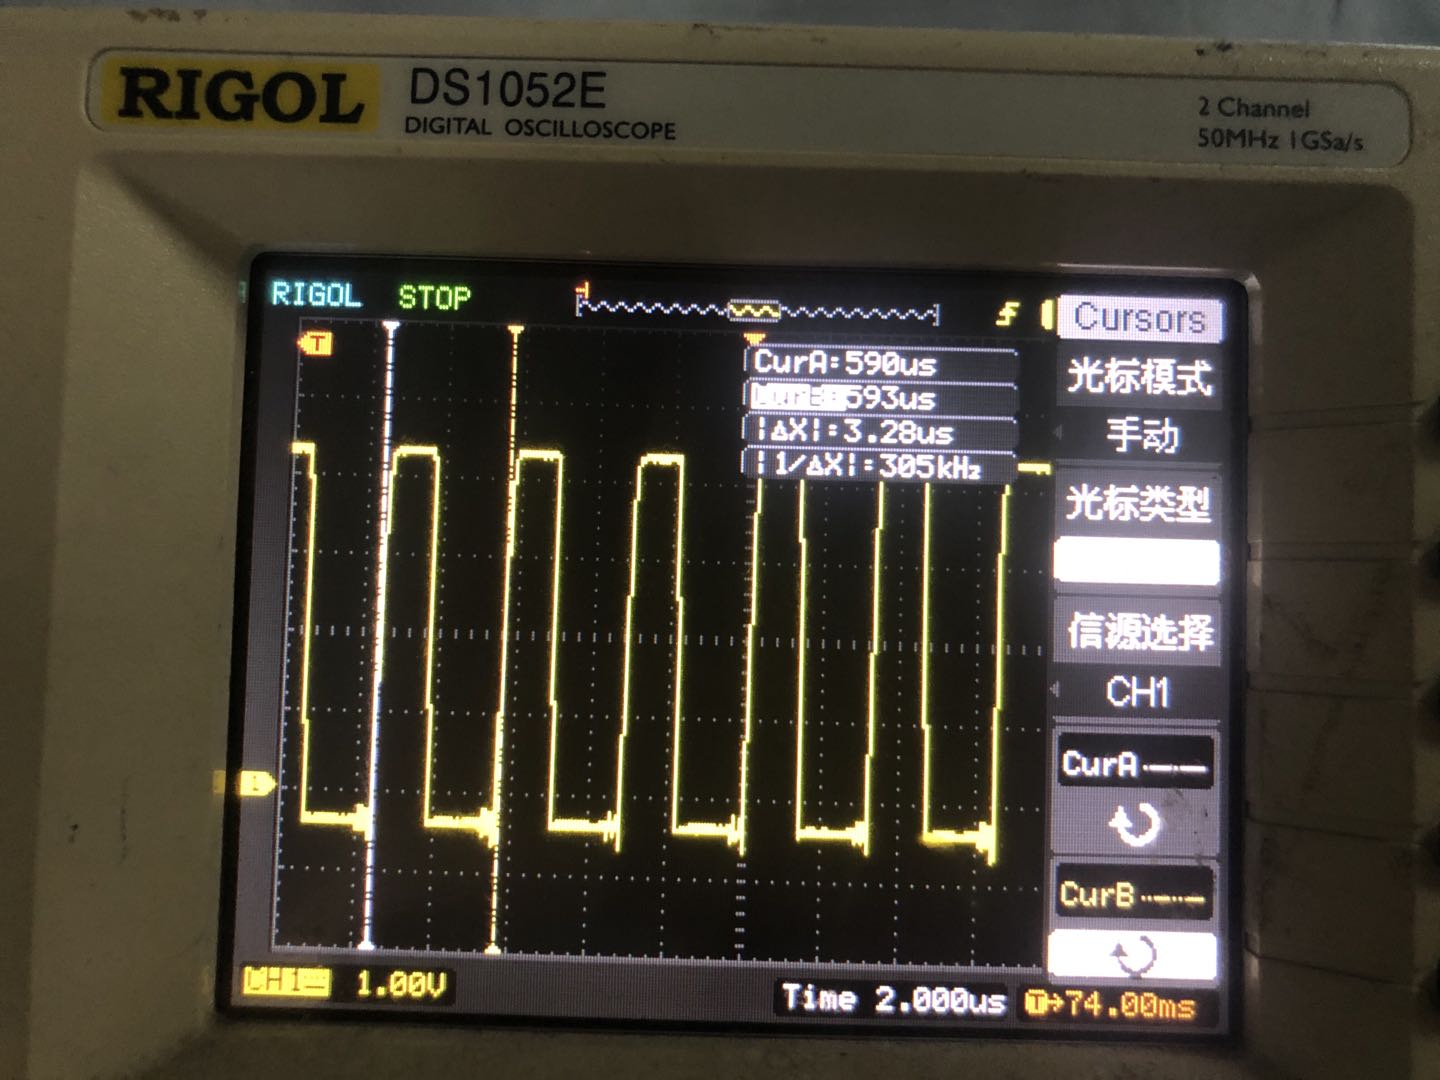 RIGOL DS1052E
DIGITAL OSCILLOSCOPE
2 Channel
50MHz 1GSa/s
RIGOL STOP
T
CurA:590us
CurB:593us
|ΔX|:3.28us
|1/ΔX|:305kHz
Cursors
光标模式
手动
光标类型
信源选择
CH1
CurA
CurB
CH1 1.00V
Time 2.000us
T→74.00ms